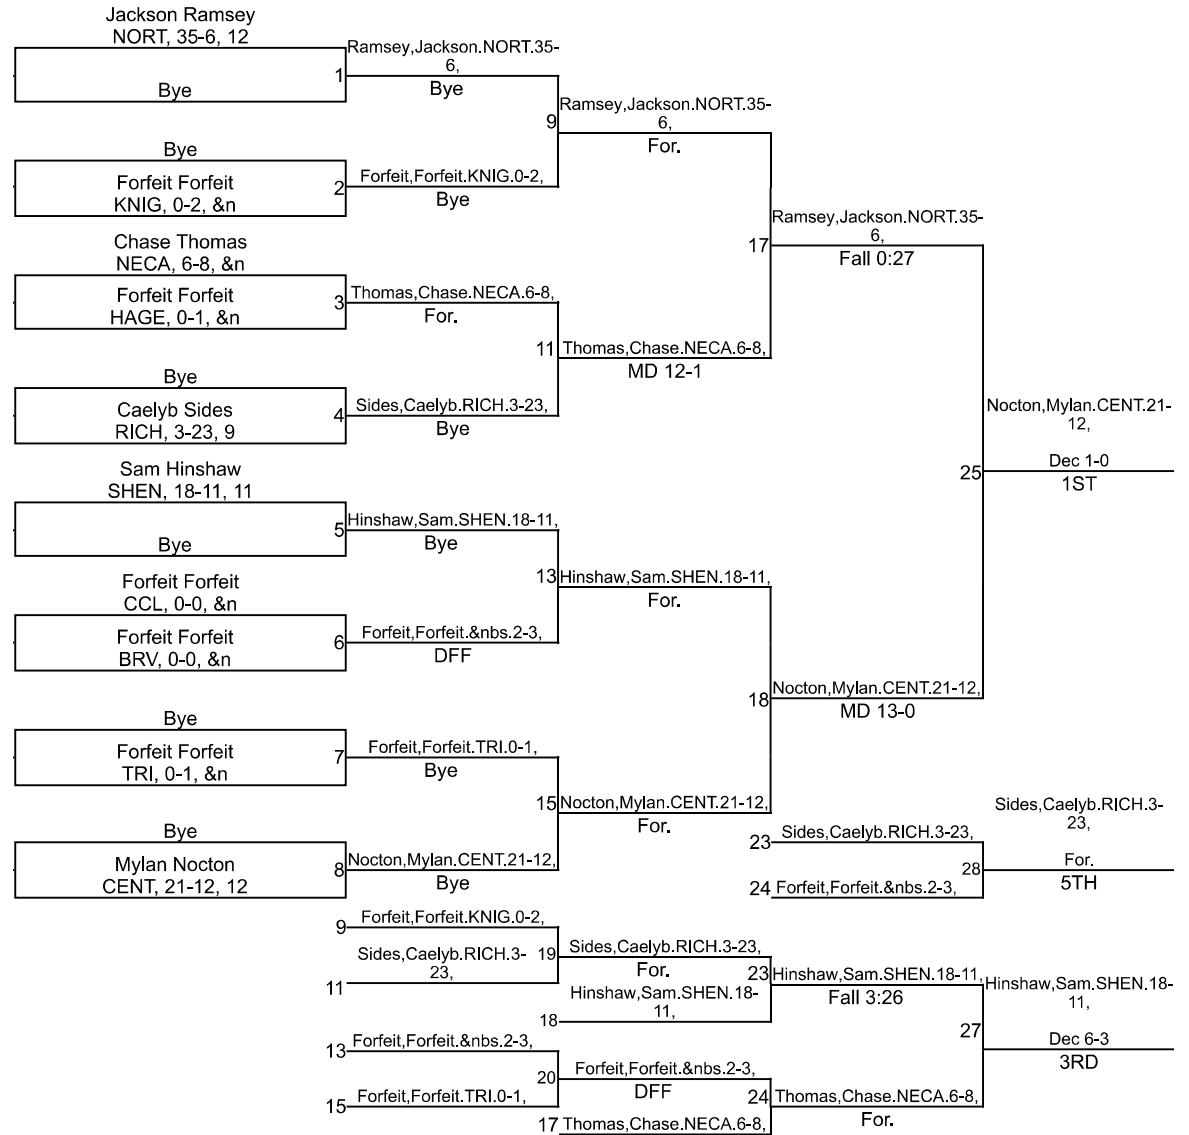 Jackson Ramsey
NORT, 35-6, 12
Bye
1
Ramsey,Jackson.NORT.35-
6,
Bye
Bye
Forfeit Forfeit
KNIG, 0-2, &n
2
Forfeit,Forfeit.KNIG.0-2,
Bye
9
Ramsey,Jackson.NORT.35-
6,
For.
Chase Thomas
NECA, 6-8, &n
Forfeit Forfeit
HAGE, 0-1, &n
3
Thomas,Chase.NECA.6-8,
For.
Bye
Caelyb Sides
RICH, 3-23, 9
4
Sides,Caelyb.RICH.3-23,
Bye
11
Thomas,Chase.NECA.6-8,
MD 12-1
17
Ramsey,Jackson.NORT.35-
6,
Fall 0:27
Sam Hinshaw
SHEN, 18-11, 11
Bye
5
Hinshaw,Sam.SHEN.18-11,
Bye
Forfeit Forfeit
CCL, 0-0, &n
Forfeit Forfeit
BRV, 0-0, &n
6
Forfeit,Forfeit.&nbs.2-3,
DFF
13
Hinshaw,Sam.SHEN.18-11,
For.
Bye
Forfeit Forfeit
TRI, 0-1, &n
7
Forfeit,Forfeit.TRI.0-1,
Bye
Bye
Mylan Nocton
CENT, 21-12, 12
8
Nocton,Mylan.CENT.21-12,
Bye
15
Nocton,Mylan.CENT.21-12,
For.
18
Nocton,Mylan.CENT.21-12,
MD 13-0
25
Nocton,Mylan.CENT.21-
12,
Dec 1-0
1ST
23
Sides,Caelyb.RICH.3-23,
24
Forfeit,Forfeit.&nbs.2-3,
28
Sides,Caelyb.RICH.3-
23,
For.
5TH
9
Forfeit,Forfeit.KNIG.0-2,
11
Sides,Caelyb.RICH.3-
23,
19
Sides,Caelyb.RICH.3-23,
For.
18
Hinshaw,Sam.SHEN.18-
11,
23
Hinshaw,Sam.SHEN.18-11,
Fall 3:26
13
Forfeit,Forfeit.&nbs.2-3,
15
Forfeit,Forfeit.TRI.0-1,
20
Forfeit,Forfeit.&nbs.2-3,
DFF
17
Thomas,Chase.NECA.6-8,
24
Thomas,Chase.NECA.6-8,
For.
27
Hinshaw,Sam.SHEN.18-
11,
Dec 6-3
3RD